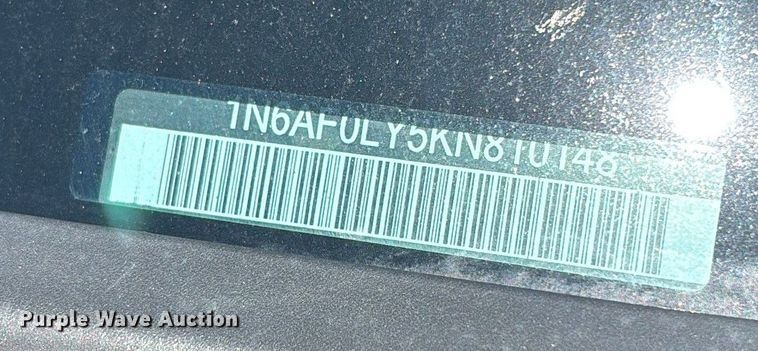 1N6AF0LY5KN810148
Purple Wave Auction